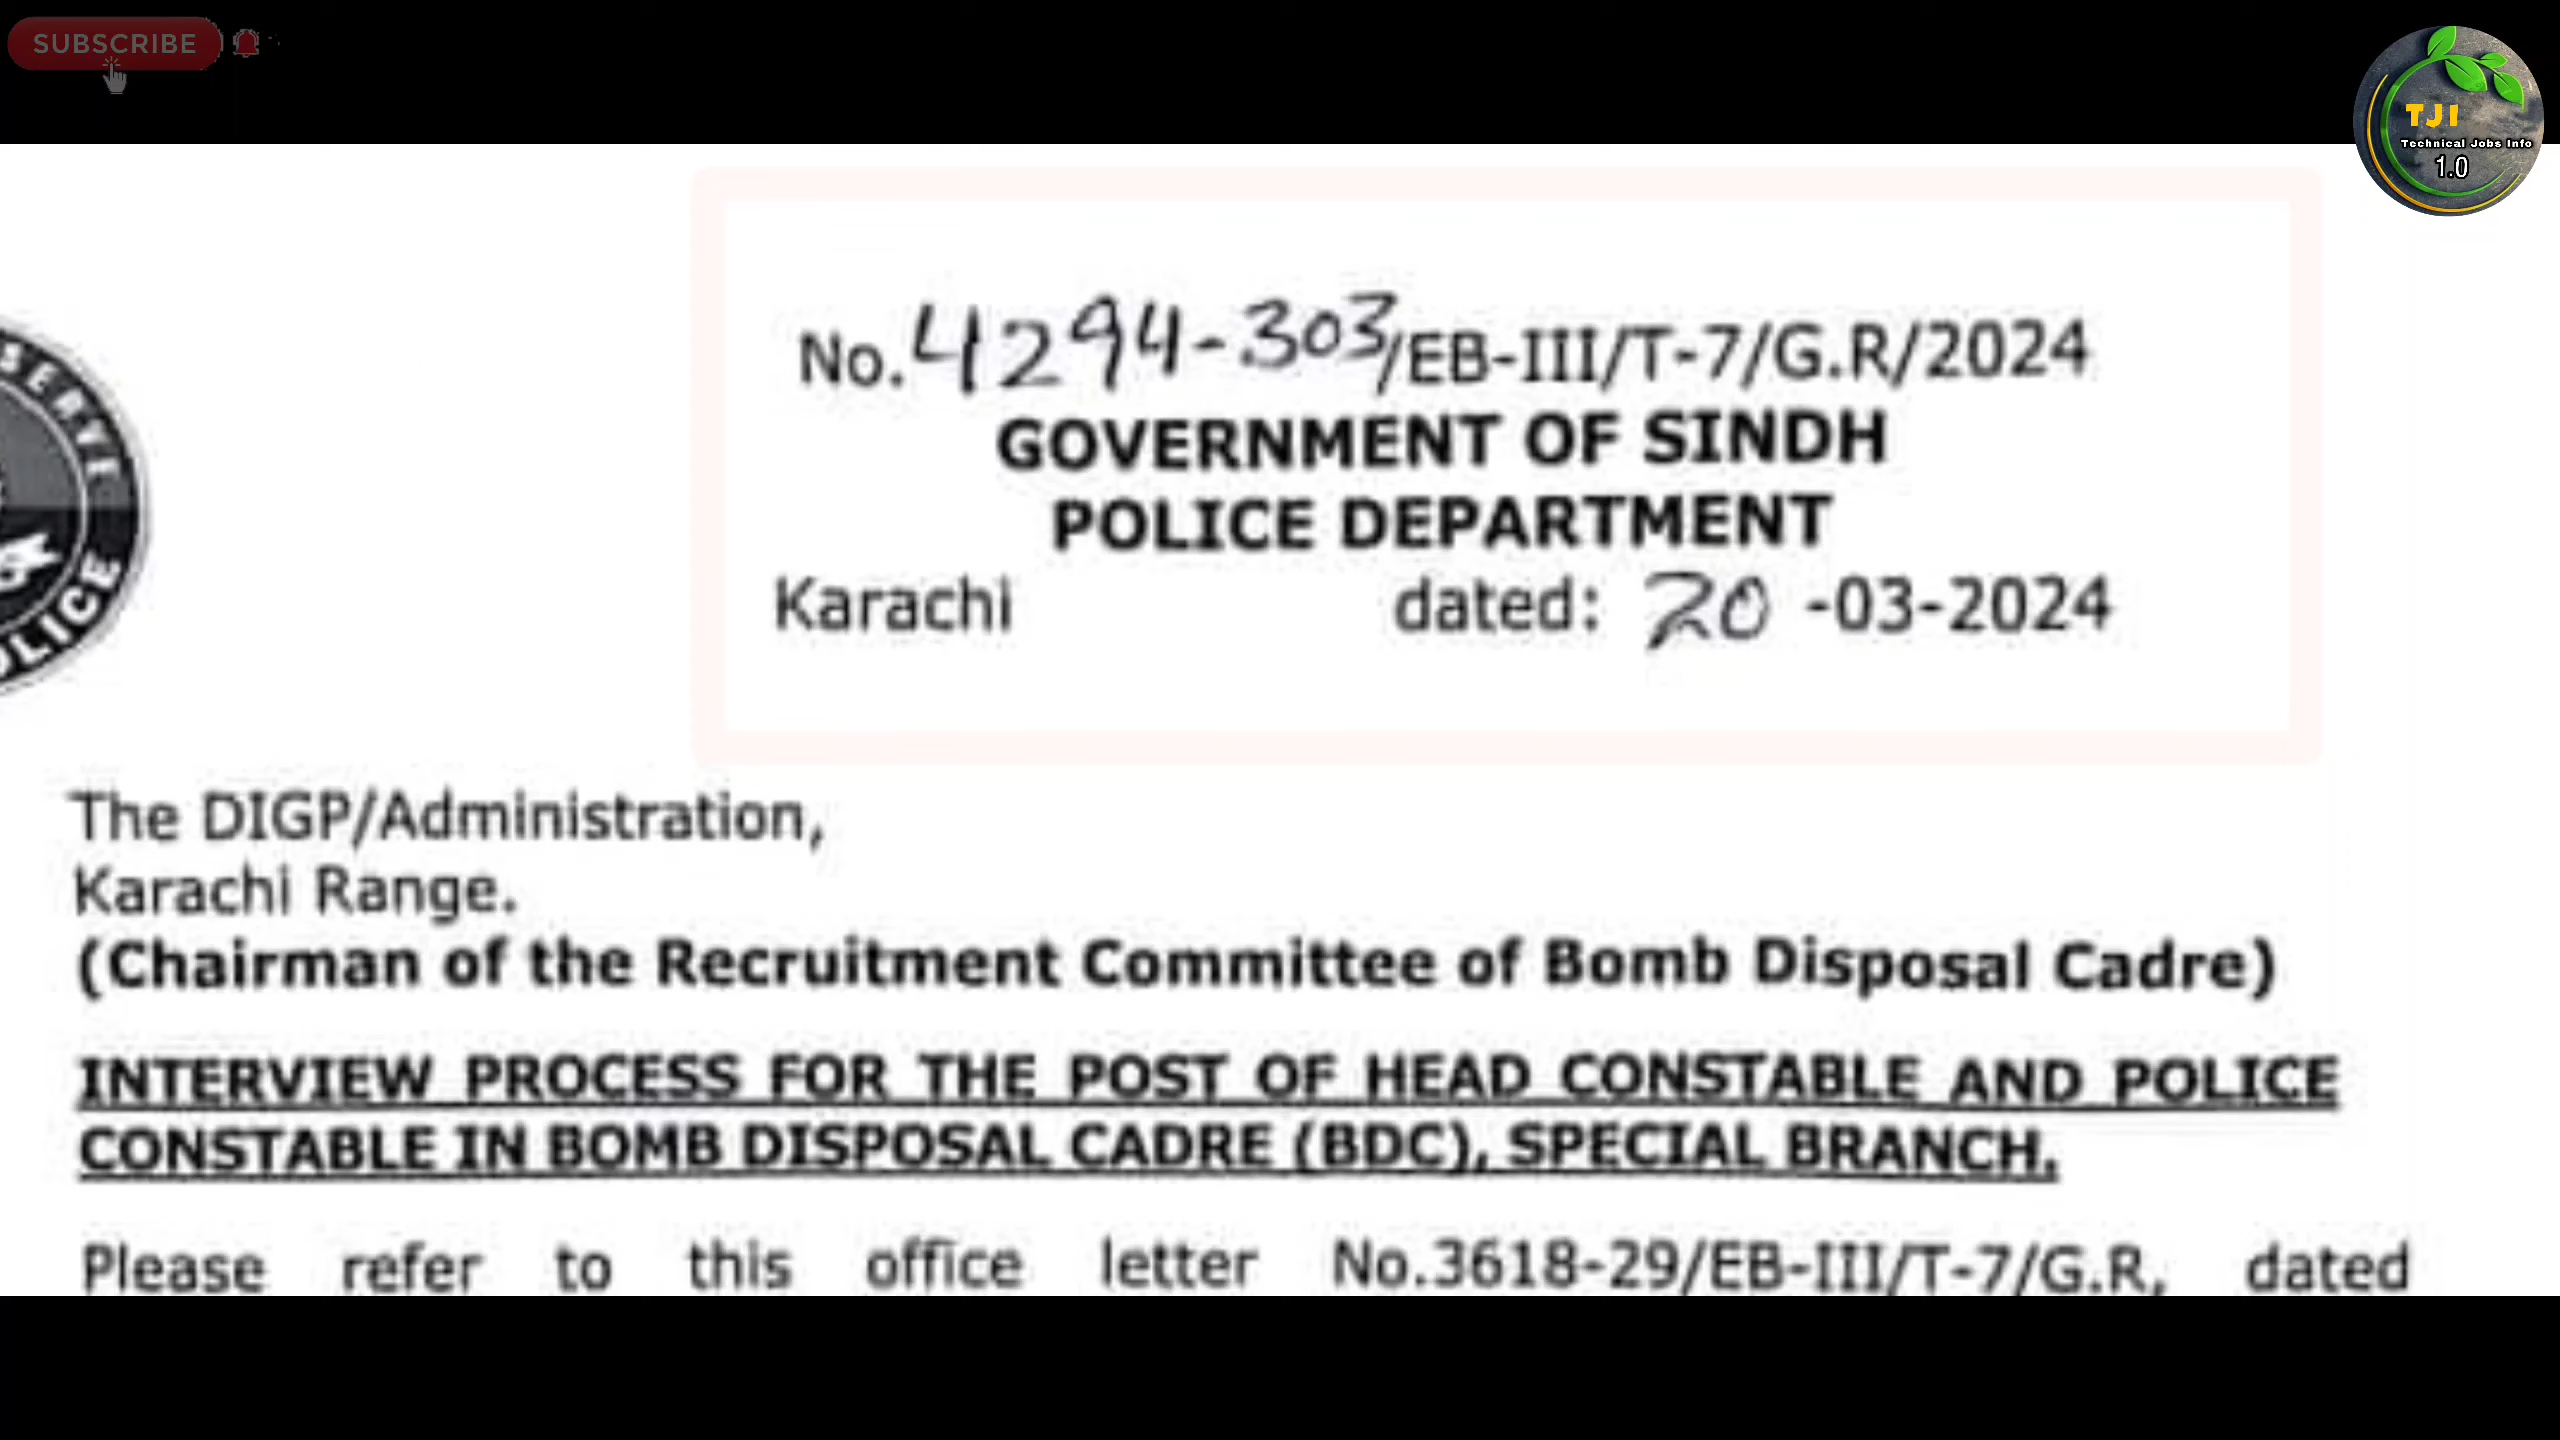 SUBSCRIBE
TJI
Technical Jobs Info
1.0
SERVE
POLICE
No.4294-303/EB-III/T-7/G.R/2024
GOVERNMENT OF SINDH
POLICE DEPARTMENT
Karachi dated: 20 -03-2024
The DIGP/Administration,
Karachi Range.
(Chairman of the Recruitment Committee of Bomb Disposal Cadre)
INTERVIEW PROCESS FOR THE POST OF HEAD CONSTABLE AND POLICE
CONSTABLE IN BOMB DISPOSAL CADRE (BDC), SPECIAL BRANCH.
Please refer to this office letter No.3618-29/EB-III/T-7/G.R, dated